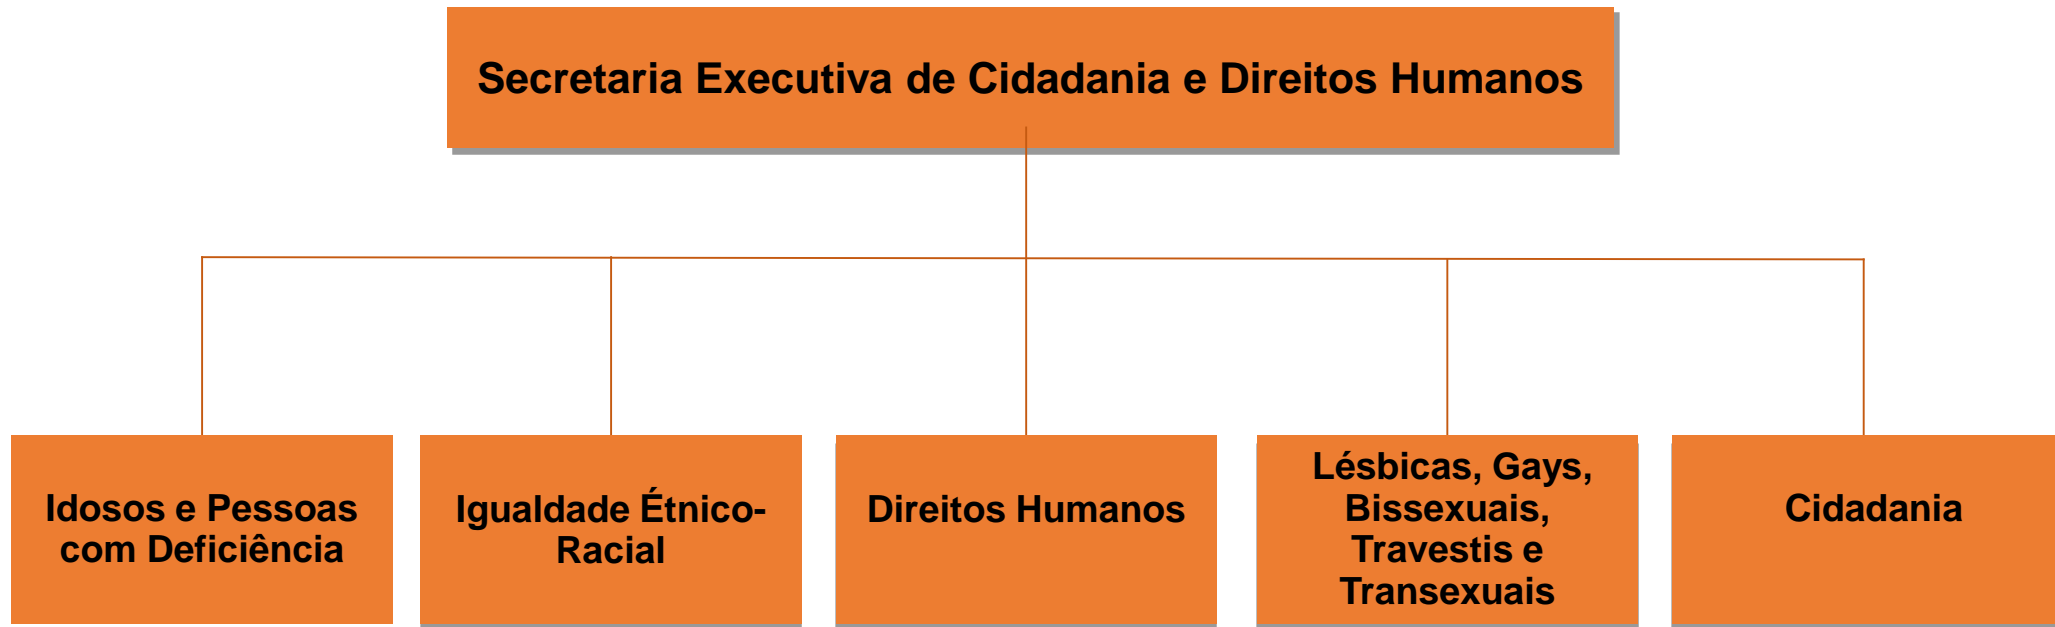 Secretaria Executiva de Cidadania e Direitos Humanos
Idosos e Pessoas
com Deficiência
Igualdade Étnico-
Racial
Direitos Humanos
Lésbicas, Gays,
Bissexuais,
Travestis e
Transexuais
Cidadania